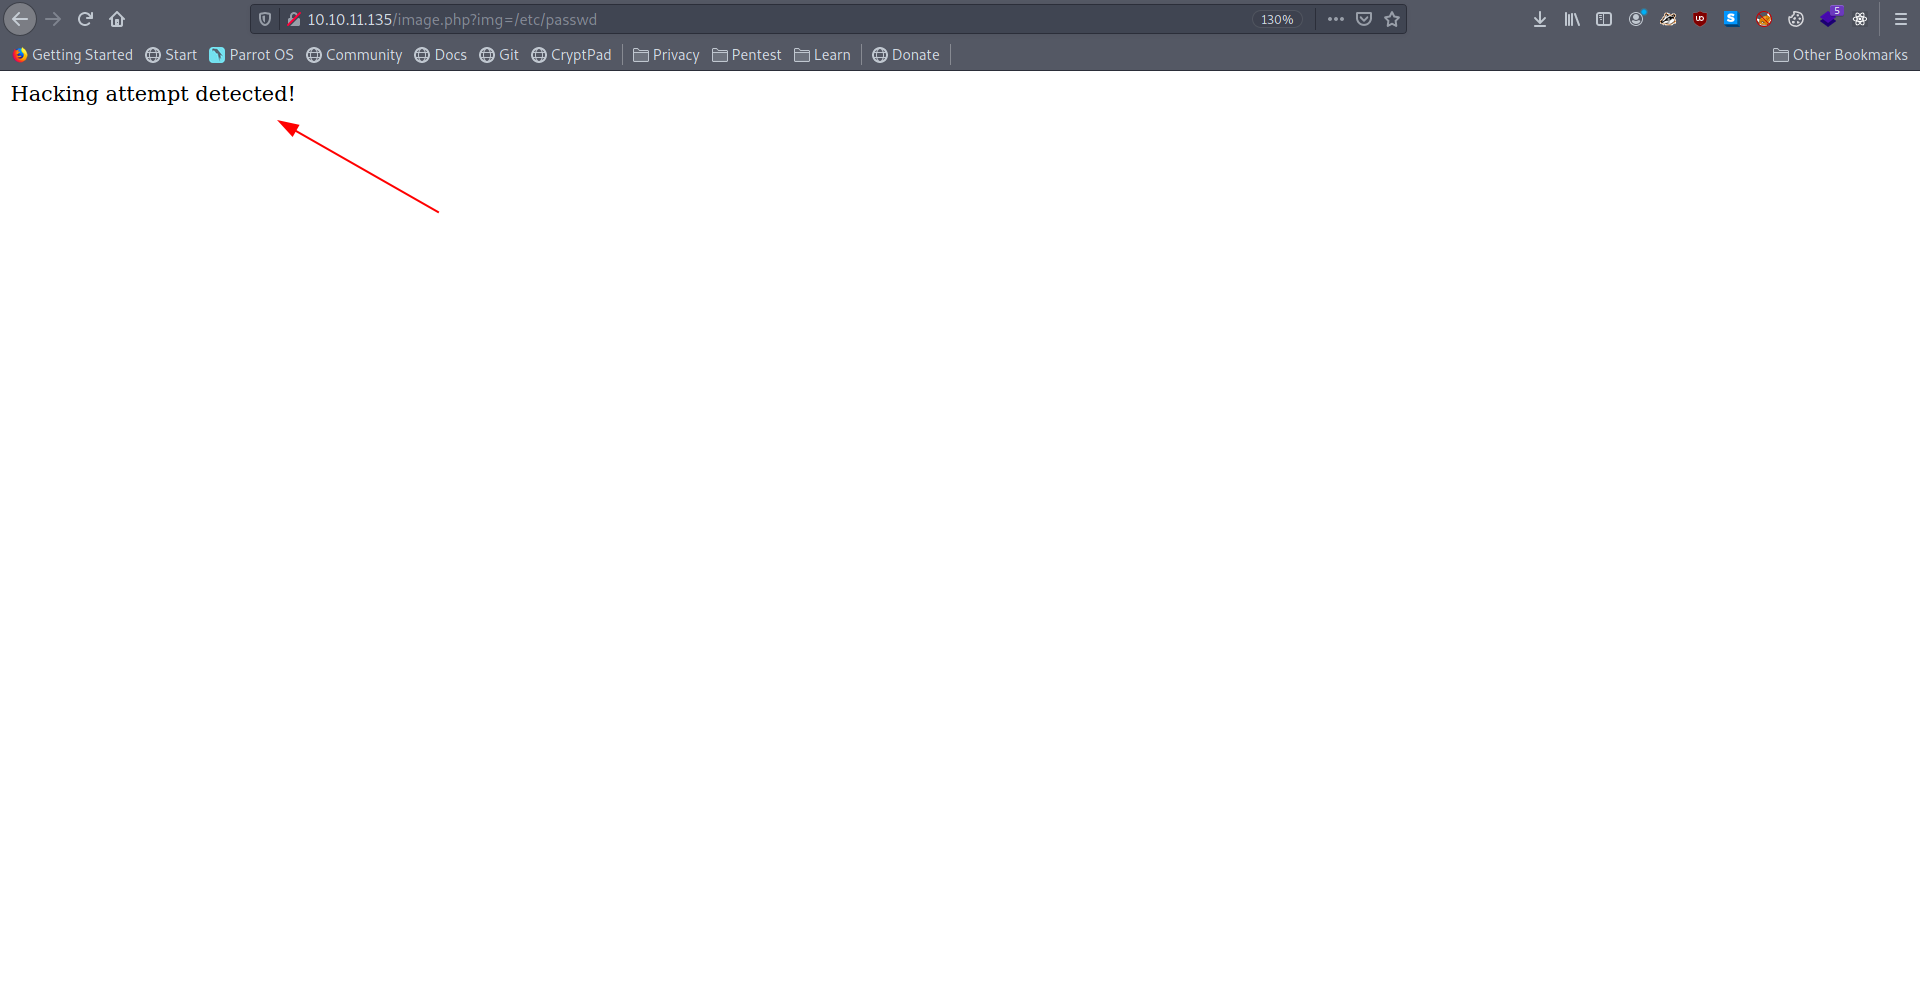 10.10.11.135/image.php?img=/etc/passwd 130% 5
Getting Started Start Parrot OS Community Docs Git CryptPad Privacy Pentest Learn Donate Other Bookmarks
Hacking attempt detected!